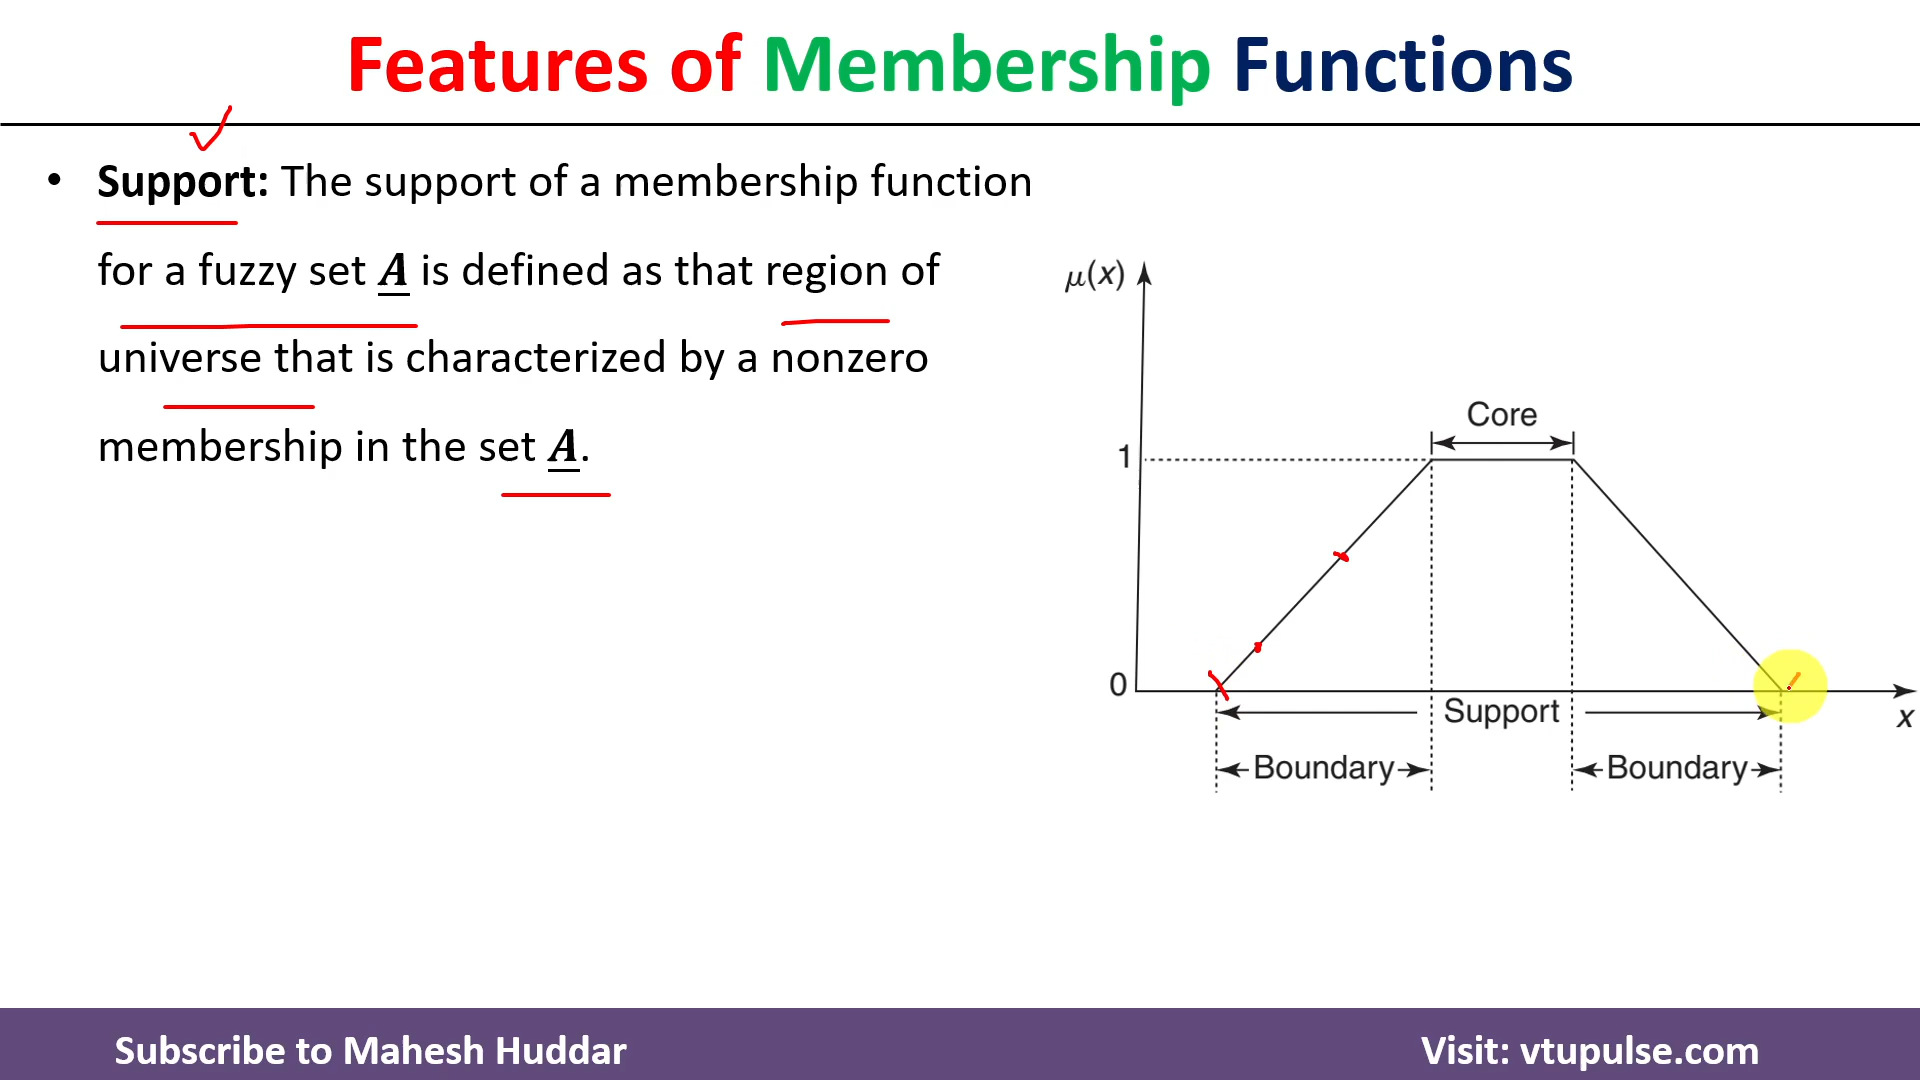 Features of Membership Functions
• Support: The support of a membership function
for a fuzzy set A is defined as that region of
universe that is characterized by a nonzero
membership in the set A.
μ(x)
Core
1
0
Support
x
Boundary
Boundary
Subscribe to Mahesh Huddar
Visit: vtupulse.com